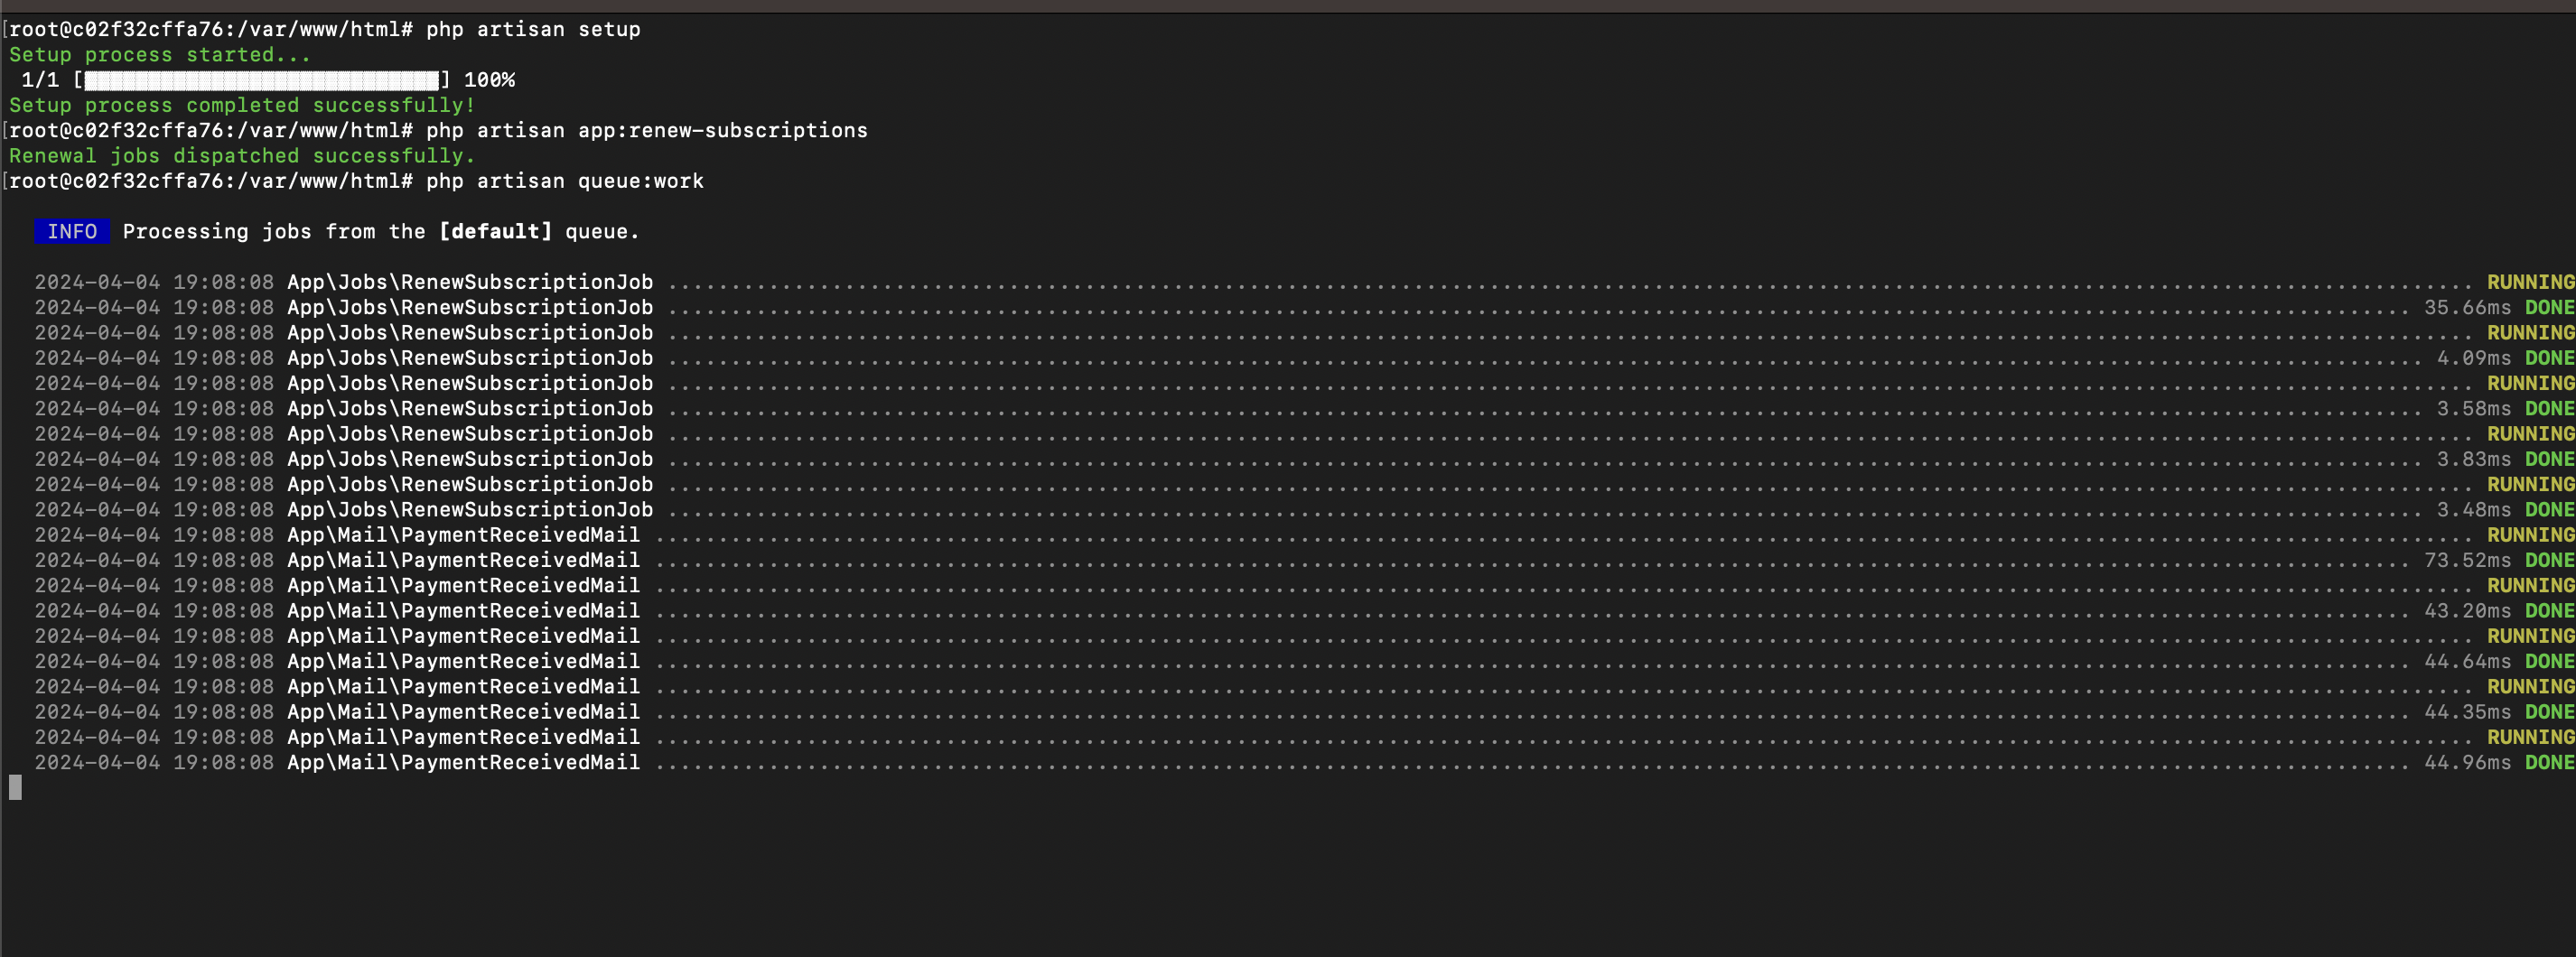 [root@c02f32cffa76:/var/www/html# php artisan setup
Setup process started...
1/1 [▓▓▓▓▓▓▓▓▓▓▓▓▓▓▓▓▓▓▓▓▓▓▓▓▓▓▓▓] 100%
Setup process completed successfully!
[root@c02f32cffa76:/var/www/html# php artisan app:renew-subscriptions
Renewal jobs dispatched successfully.
[root@c02f32cffa76:/var/www/html# php artisan queue:work
INFO Processing jobs from the [default] queue.
2024-04-04 19:08:08 App\Jobs\RenewSubscriptionJob ........ RUNNING
2024-04-04 19:08:08 App\Jobs\RenewSubscriptionJob ........ 35.66ms DONE
2024-04-04 19:08:08 App\Jobs\RenewSubscriptionJob ........ RUNNING
2024-04-04 19:08:08 App\Jobs\RenewSubscriptionJob ........ 4.09ms DONE
2024-04-04 19:08:08 App\Jobs\RenewSubscriptionJob ........ RUNNING
2024-04-04 19:08:08 App\Jobs\RenewSubscriptionJob ........ 3.58ms DONE
2024-04-04 19:08:08 App\Jobs\RenewSubscriptionJob ........ RUNNING
2024-04-04 19:08:08 App\Jobs\RenewSubscriptionJob ........ 3.83ms DONE
2024-04-04 19:08:08 App\Jobs\RenewSubscriptionJob ........ RUNNING
2024-04-04 19:08:08 App\Jobs\RenewSubscriptionJob ........ 3.48ms DONE
2024-04-04 19:08:08 App\Mail\PaymentReceivedMail ........ RUNNING
2024-04-04 19:08:08 App\Mail\PaymentReceivedMail ........ 73.52ms DONE
2024-04-04 19:08:08 App\Mail\PaymentReceivedMail ........ RUNNING
2024-04-04 19:08:08 App\Mail\PaymentReceivedMail ........ 43.20ms DONE
2024-04-04 19:08:08 App\Mail\PaymentReceivedMail ........ RUNNING
2024-04-04 19:08:08 App\Mail\PaymentReceivedMail ........ 44.64ms DONE
2024-04-04 19:08:08 App\Mail\PaymentReceivedMail ........ RUNNING
2024-04-04 19:08:08 App\Mail\PaymentReceivedMail ........ 44.35ms DONE
2024-04-04 19:08:08 App\Mail\PaymentReceivedMail ........ RUNNING
2024-04-04 19:08:08 App\Mail\PaymentReceivedMail ........ 44.96ms DONE